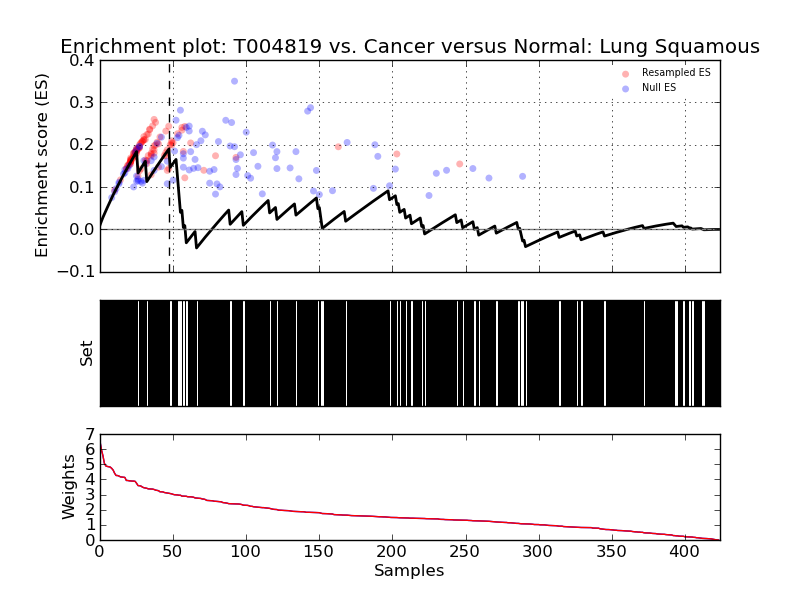 Enrichment plot: T004819 vs. Cancer versus Normal: Lung Squamous
Enrichment score (ES)
0.4
0.3
0.2
0.1
0.0
−0.1
Resampled ES
Null ES
Set
Weights
7
6
5
4
3
2
1
0
0 50 100 150 200 250 300 350 400
Samples